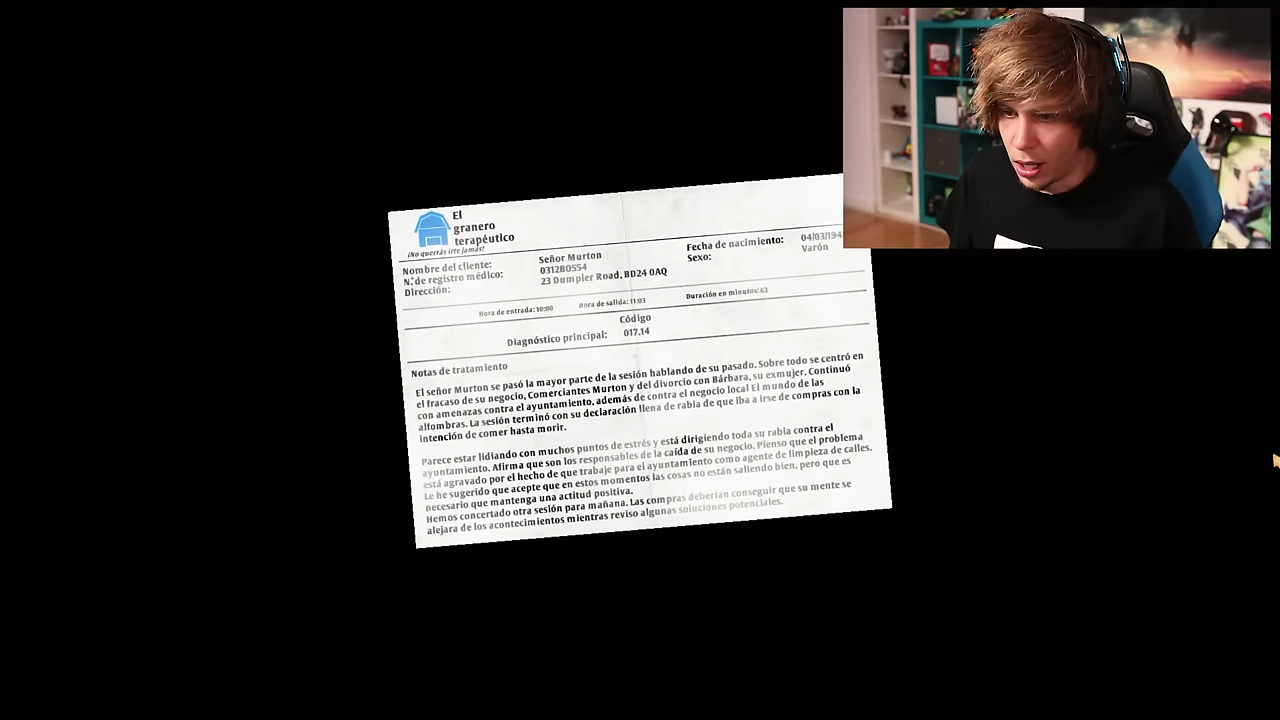 El
granero
terapéutico
¡No querrás irte jamás!
Nombre del cliente: Señor Murton Fecha de nacimiento: 04/03/194
N.º de registro médico: 0312B0554 Sexo: Varón
Dirección: 23 Dumpler Road, BD24 0AQ
Hora de entrada: 10:00 Hora de salida: 11:03 Duración en minutos: 63
Código
Diagnóstico principal: 017.14
Notas de tratamiento
El señor Murton se pasó la mayor parte de la sesión hablando de su pasado. Sobre todo se centró en
el fracaso de su negocio, Comerciantes Murton y del divorcio con Bárbara, su exmujer. Continuó
con amenazas contra el ayuntamiento, además de contra el negocio local El mundo de las
alfombras. La sesión terminó con su declaración llena de rabia de que iba a irse de compras con la
intención de comer hasta morir.
Parece estar lidiando con muchos puntos de estrés y está dirigiendo toda su rabia contra el
ayuntamiento. Afirma que son los responsables de la caída de su negocio. Pienso que el problema
está agravado por el hecho de que trabaje para el ayuntamiento como agente de limpieza de calles.
Le he sugerido que acepte que en estos momentos las cosas no están saliendo bien, pero que es
necesario que mantenga una actitud positiva.
Hemos concertado otra sesión para mañana. Las compras deberían conseguir que su mente se
alejara de los acontecimientos mientras reviso algunas soluciones potenciales.